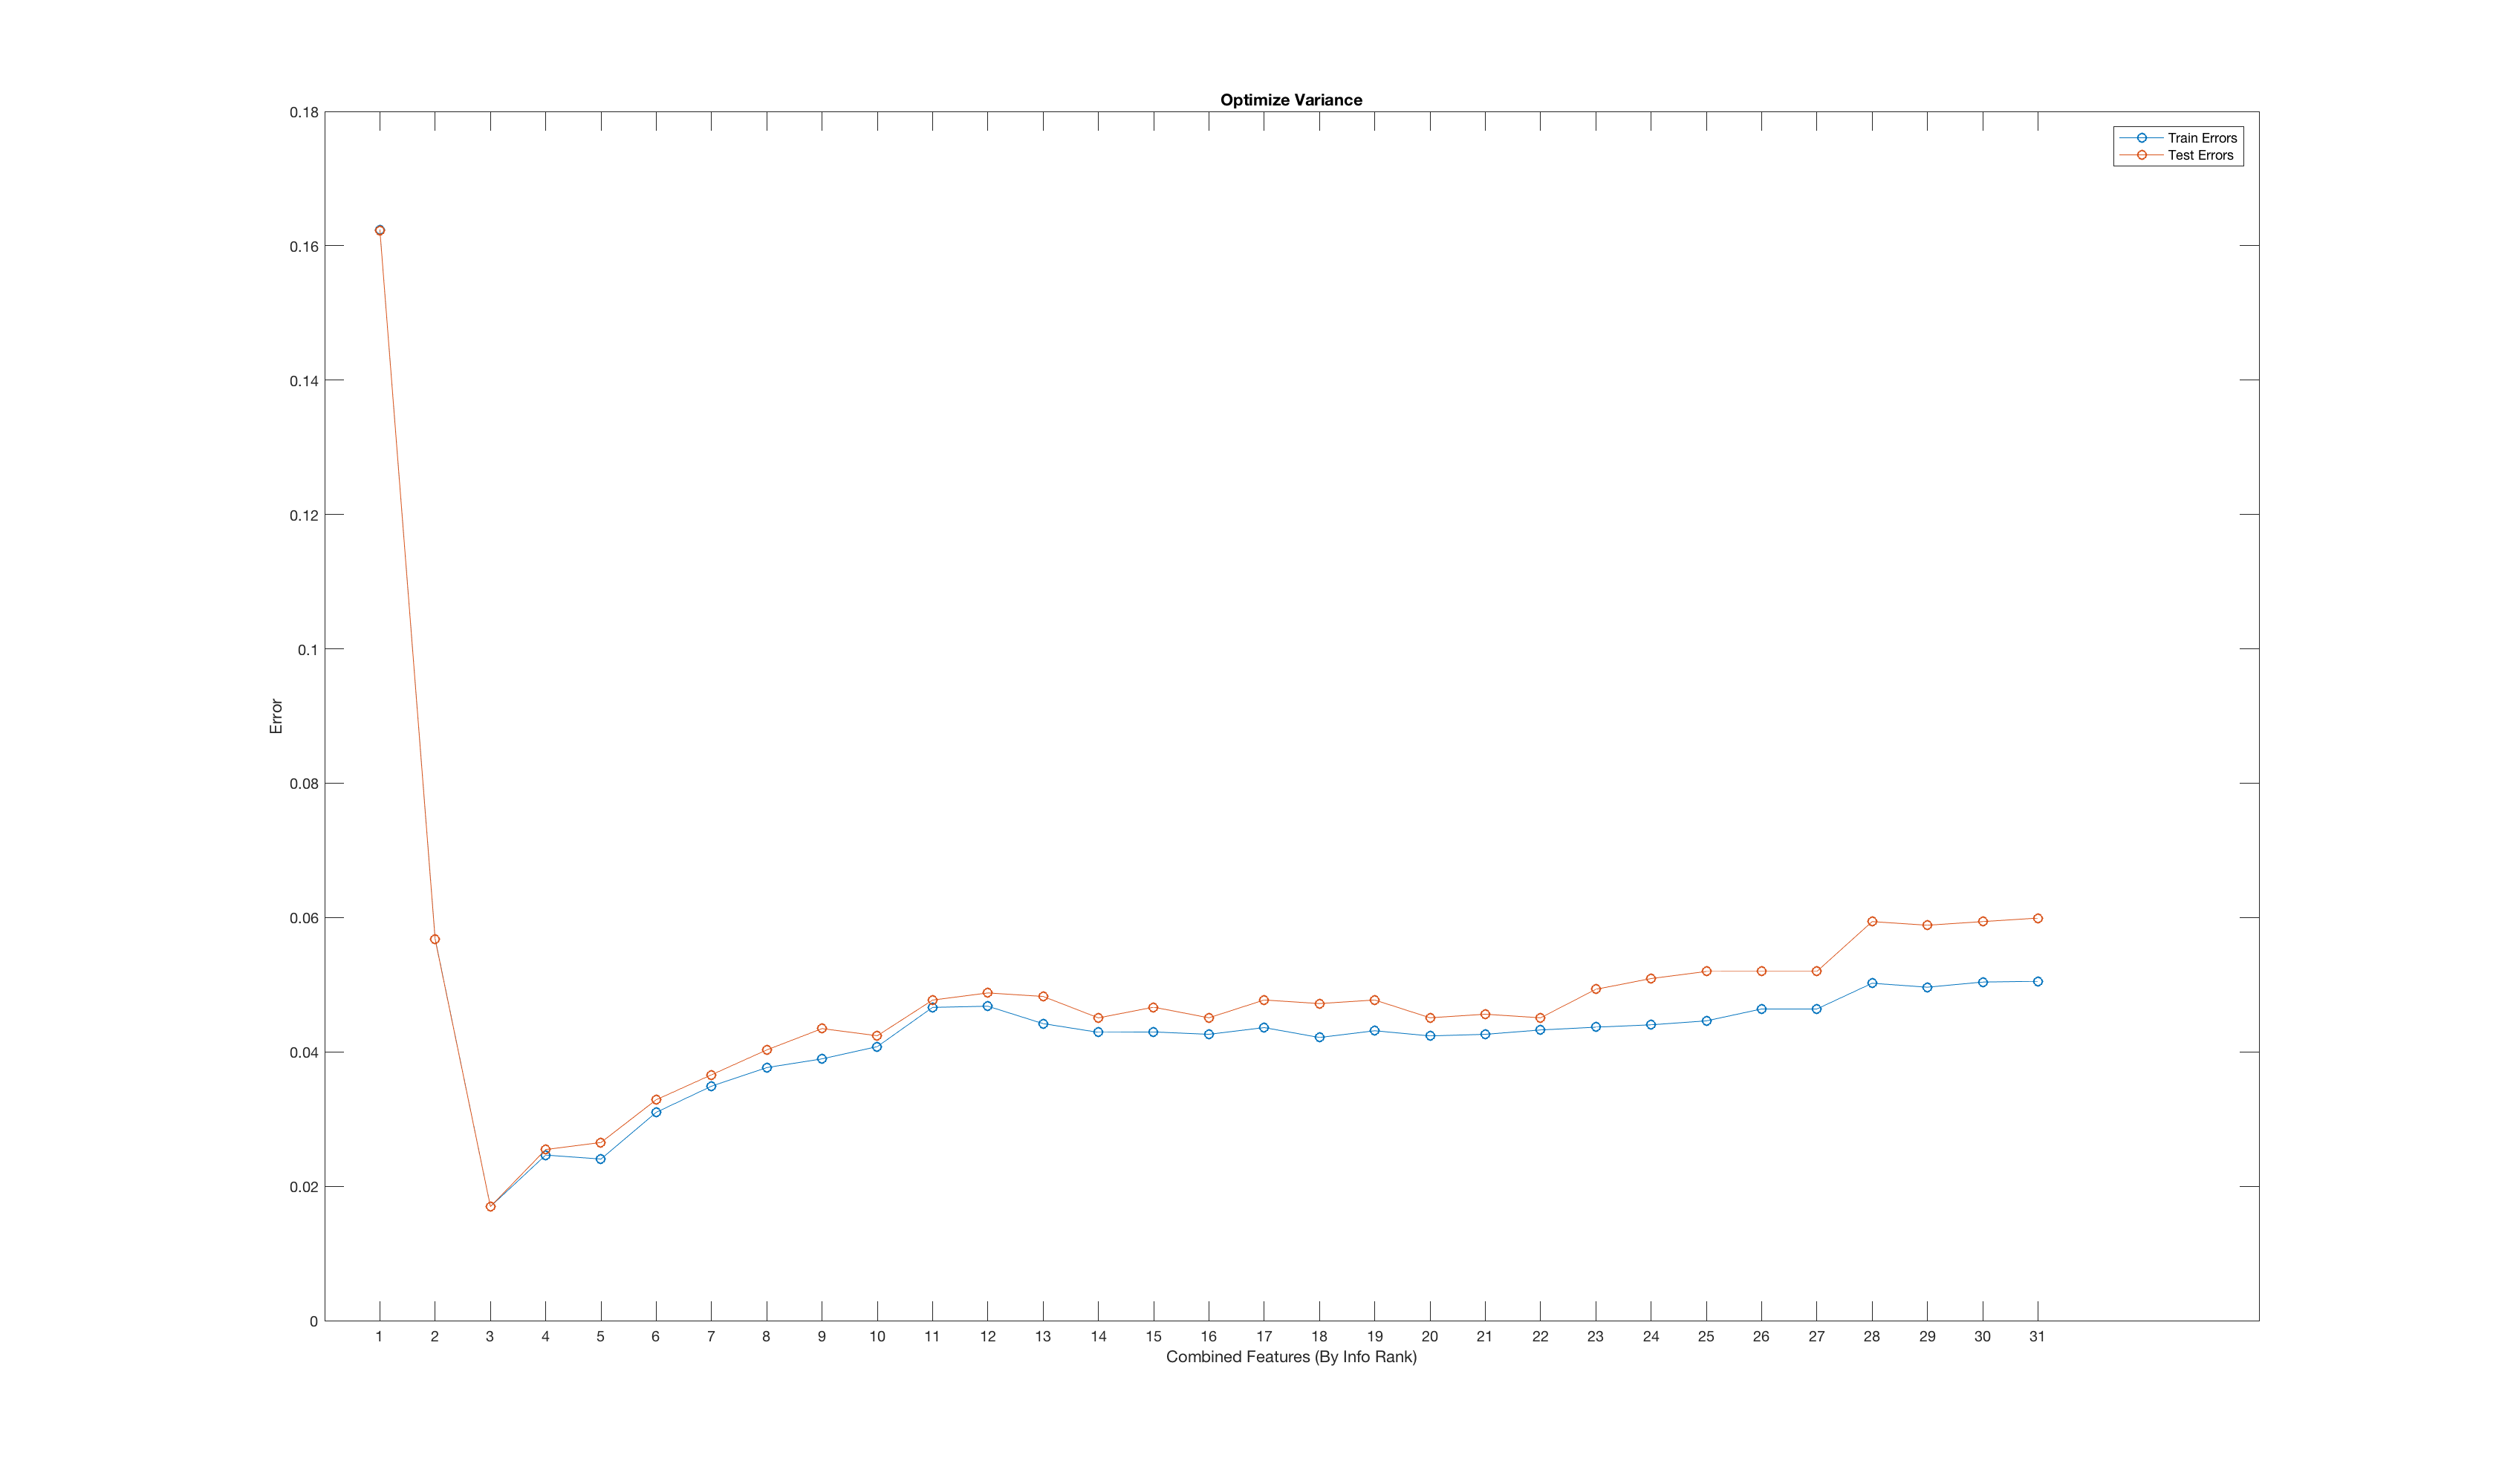 Optimize Variance
0.18
0.16
0.14
0.12
0.1
0.08
0.06
0.04
0.02
0
Error
Train Errors
Test Errors
1 2 3 4 5 6 7 8 9 10 11 12 13 14 15 16 17 18 19 20 21 22 23 24 25 26 27 28 29 30 31
Combined Features (By Info Rank)